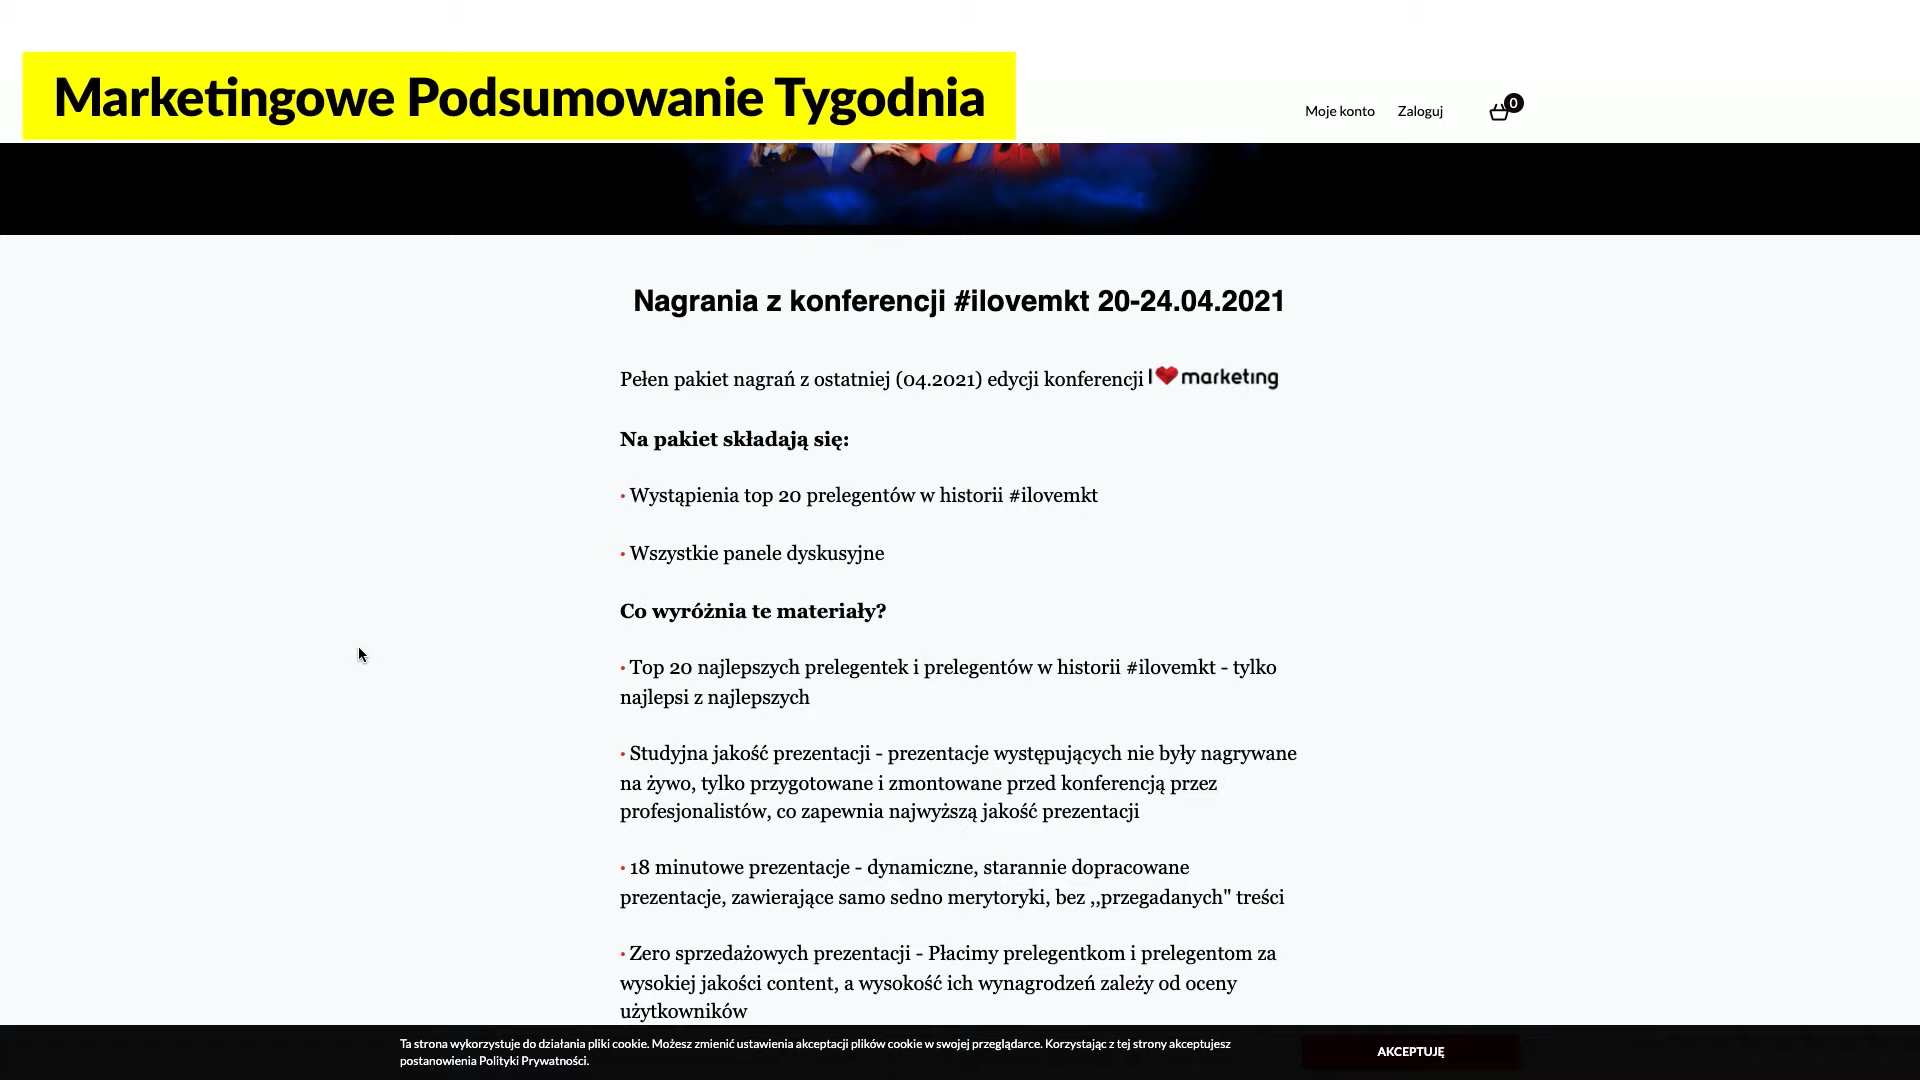 Marketingowe Podsumowanie Tygodnia
Moje konto Zaloguj 0
Nagrania z konferencji #ilovemkt 20-24.04.2021
Pełen pakiet nagrań z ostatniej (04.2021) edycji konferencji I marketing
Na pakiet składają się:
• Wystąpienia top 20 prelegentów w historii #ilovemkt
• Wszystkie panele dyskusyjne
Co wyróżnia te materiały?
• Top 20 najlepszych prelegentek i prelegentów w historii #ilovemkt - tylko
najlepsi z najlepszych
• Studyjna jakość prezentacji - prezentacje występujących nie były nagrywane
na żywo, tylko przygotowane i zmontowane przed konferencją przez
profesjonalistów, co zapewnia najwyższą jakość prezentacji
• 18 minutowe prezentacje - dynamiczne, starannie dopracowane
prezentacje, zawierające samo sedno merytoryki, bez ,,przegadanych" treści
• Zero sprzedażowych prezentacji - Płacimy prelegentkom i prelegentom za
wysokiej jakości content, a wysokość ich wynagrodzeń zależy od oceny
użytkowników
Ta strona wykorzystuje do działania pliki cookie. Możesz zmienić ustawienia akceptacji plików cookie w swojej przeglądarce. Korzystając z tej strony akceptujesz
postanowienia Polityki Prywatności.
AKCEPTUJĘ